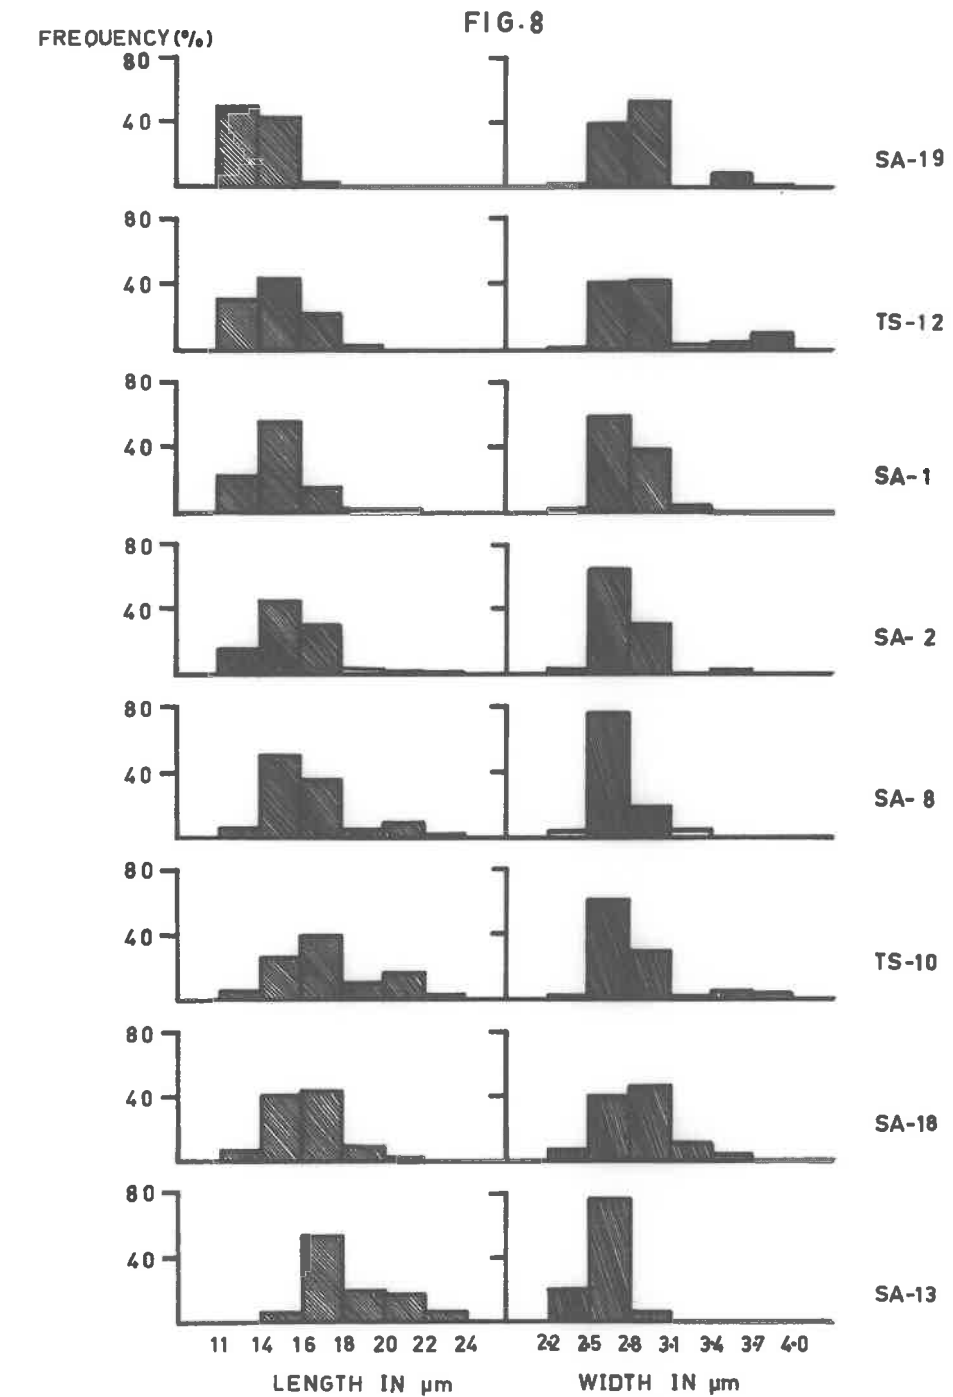 FIG.8
FREQUENCY(%)
80
40
SA-19
80
40
TS-12
80
40
SA-1
80
40
SA-2
80
40
SA-8
80
40
TS-10
80
40
SA-18
80
40
SA-13
11 14 16 18 20 22 24 2·2 2·5 2·8 3·1 3·4 3·7 4·0
LENGTH IN µm WIDTH IN µm